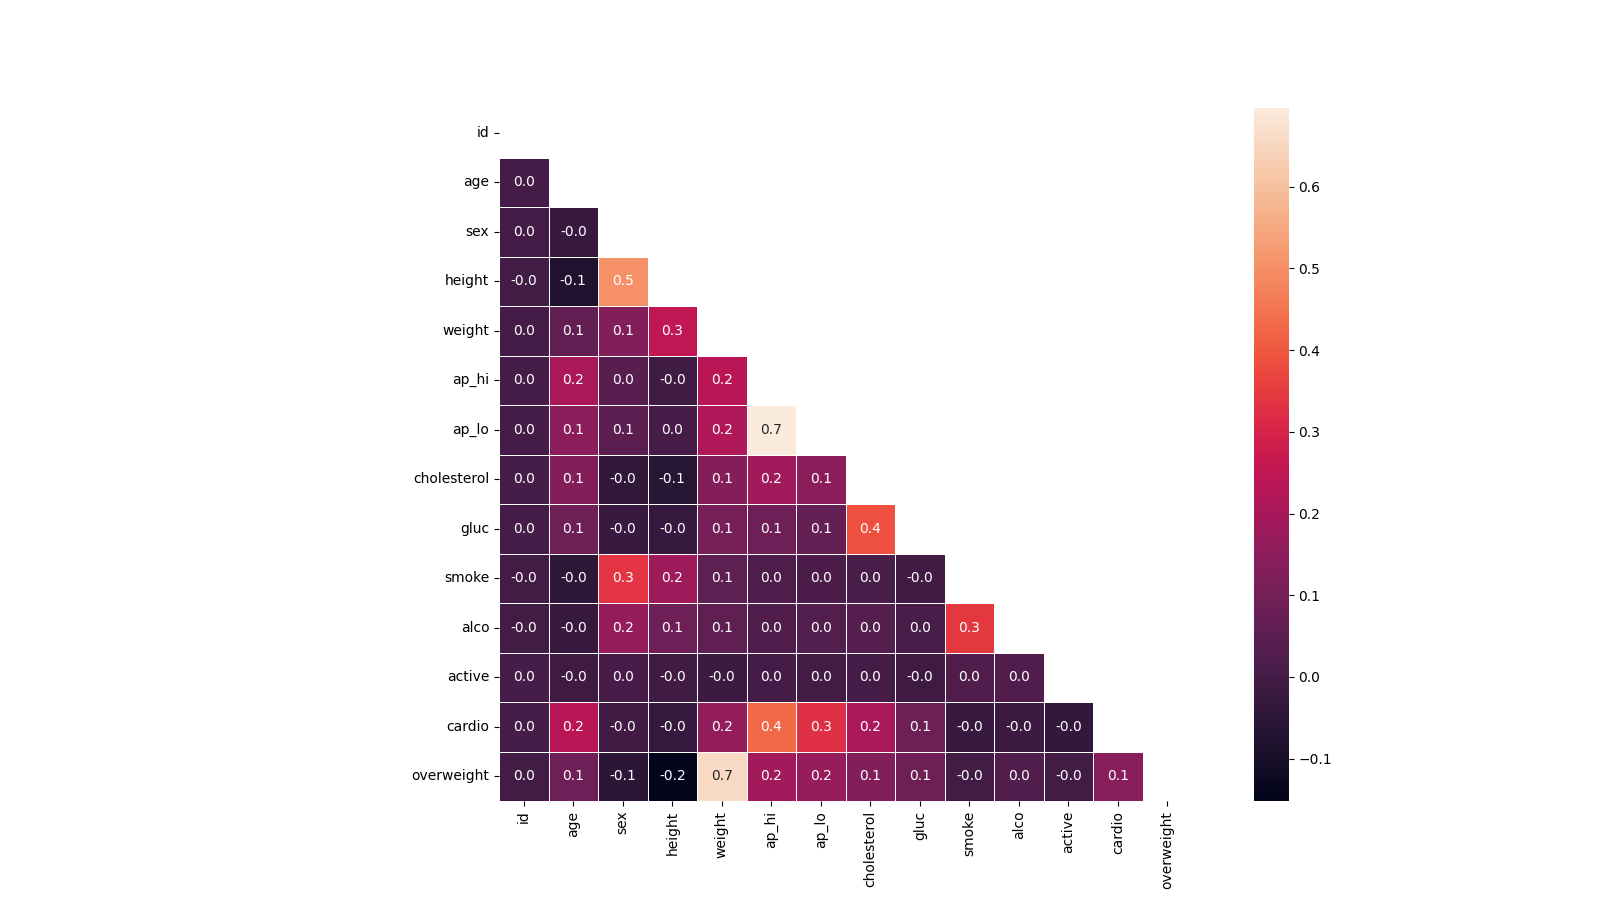 id
age 0.0
sex 0.0 -0.0
height -0.0 -0.1 0.5
weight 0.0 0.1 0.1 0.3
ap_hi 0.0 0.2 0.0 -0.0 0.2
ap_lo 0.0 0.1 0.1 0.0 0.2 0.7
cholesterol 0.0 0.1 -0.0 -0.1 0.1 0.2 0.1
gluc 0.0 0.1 -0.0 -0.0 0.1 0.1 0.1 0.4
smoke -0.0 -0.0 0.3 0.2 0.1 0.0 0.0 0.0 -0.0
alco -0.0 -0.0 0.2 0.1 0.1 0.0 0.0 0.0 0.0 0.3
active 0.0 -0.0 0.0 -0.0 -0.0 0.0 0.0 0.0 -0.0 0.0 0.0
cardio 0.0 0.2 -0.0 -0.0 0.2 0.4 0.3 0.2 0.1 -0.0 -0.0 -0.0
overweight 0.0 0.1 -0.1 -0.2 0.7 0.2 0.2 0.1 0.1 -0.0 0.0 -0.0 0.1
id age sex height weight ap_hi ap_lo cholesterol gluc smoke alco active cardio overweight
0.6
0.5
0.4
0.3
0.2
0.1
0.0
−0.1